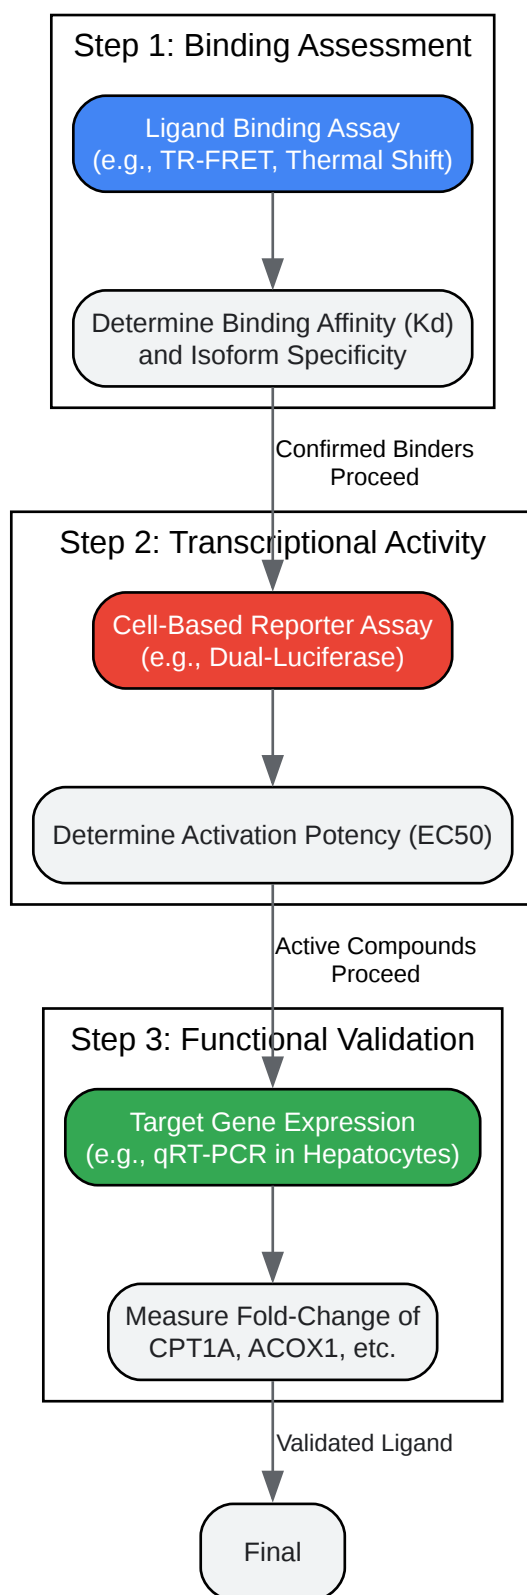 Step 1: Binding Assessment
Ligand Binding Assay
(e.g., TR-FRET, Thermal Shift)
Determine Binding Affinity (Kd)
and Isoform Specificity
Confirmed Binders
Proceed
Step 2: Transcriptional Activity
Cell-Based Reporter Assay
(e.g., Dual-Luciferase)
Determine Activation Potency (EC50)
Active Compounds
Proceed
Step 3: Functional Validation
Target Gene Expression
(e.g., qRT-PCR in Hepatocytes)
Measure Fold-Change of
CPT1A, ACOX1, etc.
Validated Ligand
Final